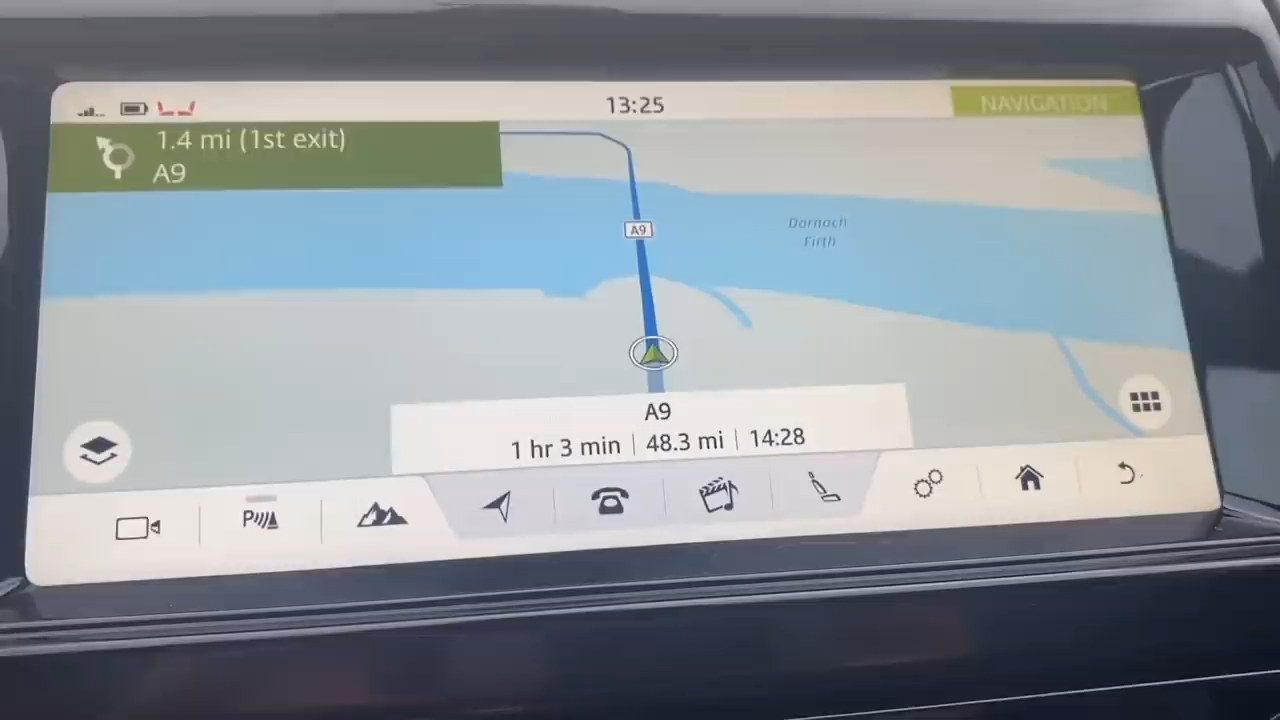 13:25
NAVIGATION
1.4 mi (1st exit)
A9
A9
Dornoch
Firth
A9
1 hr 3 min | 48.3 mi | 14:28
P